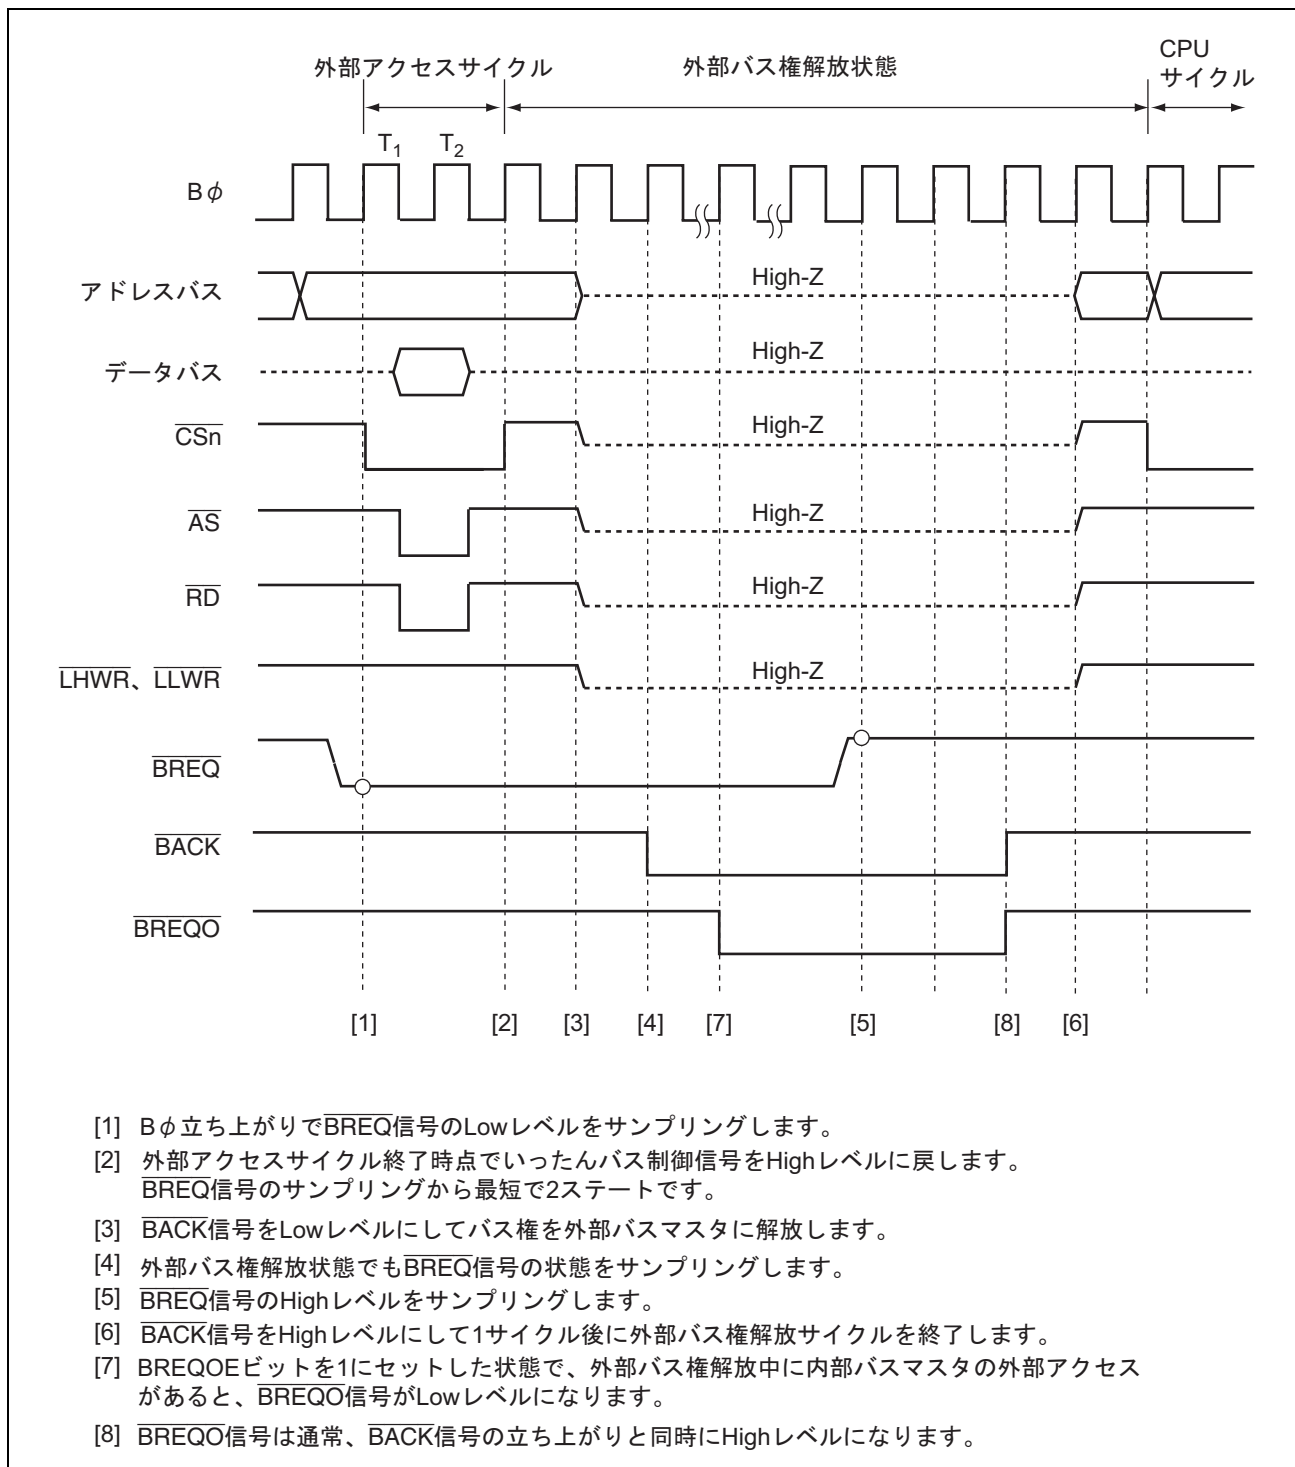 外部アクセスサイクル 外部バス権解放状態 CPU
サイクル
T1 T2
Bφ
アドレスバス High-Z
データバス High-Z
CSn High-Z
AS High-Z
RD High-Z
LHWR、LLWR High-Z
BREQ
BACK
BREQO
[1] [2] [3] [4] [7] [5] [8] [6]
[1] Bφ立ち上がりでBREQ信号のLowレベルをサンプリングします。
[2] 外部アクセスサイクル終了時点でいったんバス制御信号をHighレベルに戻します。
BREQ信号のサンプリングから最短で2ステートです。
[3] BACK信号をLowレベルにしてバス権を外部バスマスタに解放します。
[4] 外部バス権解放状態でもBREQ信号の状態をサンプリングします。
[5] BREQ信号のHighレベルをサンプリングします。
[6] BACK信号をHighレベルにして1サイクル後に外部バス権解放サイクルを終了します。
[7] BREQOEビットを1にセットした状態で、外部バス権解放中に内部バスマスタの外部アクセス
があると、BREQO信号がLowレベルになります。
[8] BREQO信号は通常、BACK信号の立ち上がりと同時にHighレベルになります。